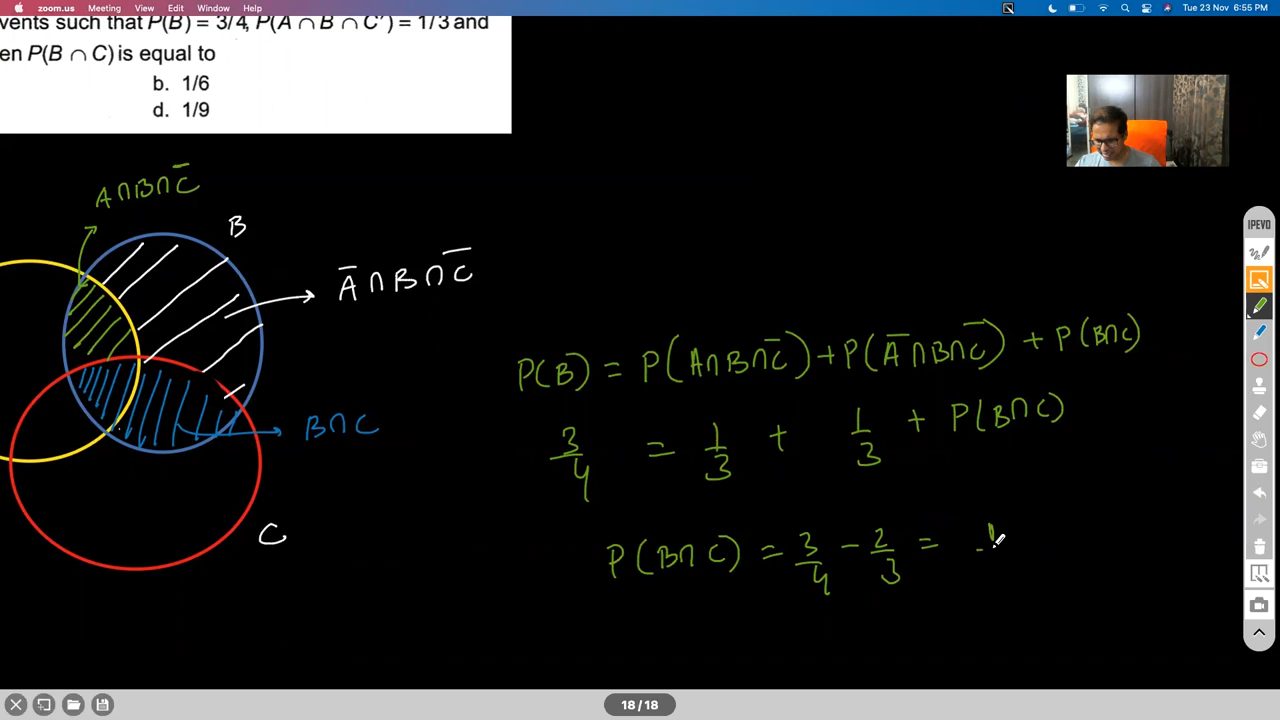 zoom.us Meeting View Edit Window Help Tue 23 Nov 6:55 PM
vents such that P(B) = 3/4, P(A ∩ B ∩ C') = 1/3 and
en P(B ∩ C) is equal to
b. 1/6
d. 1/9
IPEVO
A∩B∩C̅
B
A̅∩B∩C̅
P(B) = P(A∩B∩C̅) + P(A̅∩B∩C̅) + P(B∩C)
3/4 = 1/3 + 1/3 + P(B∩C)
B∩C
C
P(B∩C) = 3/4 - 2/3 =
18 / 18